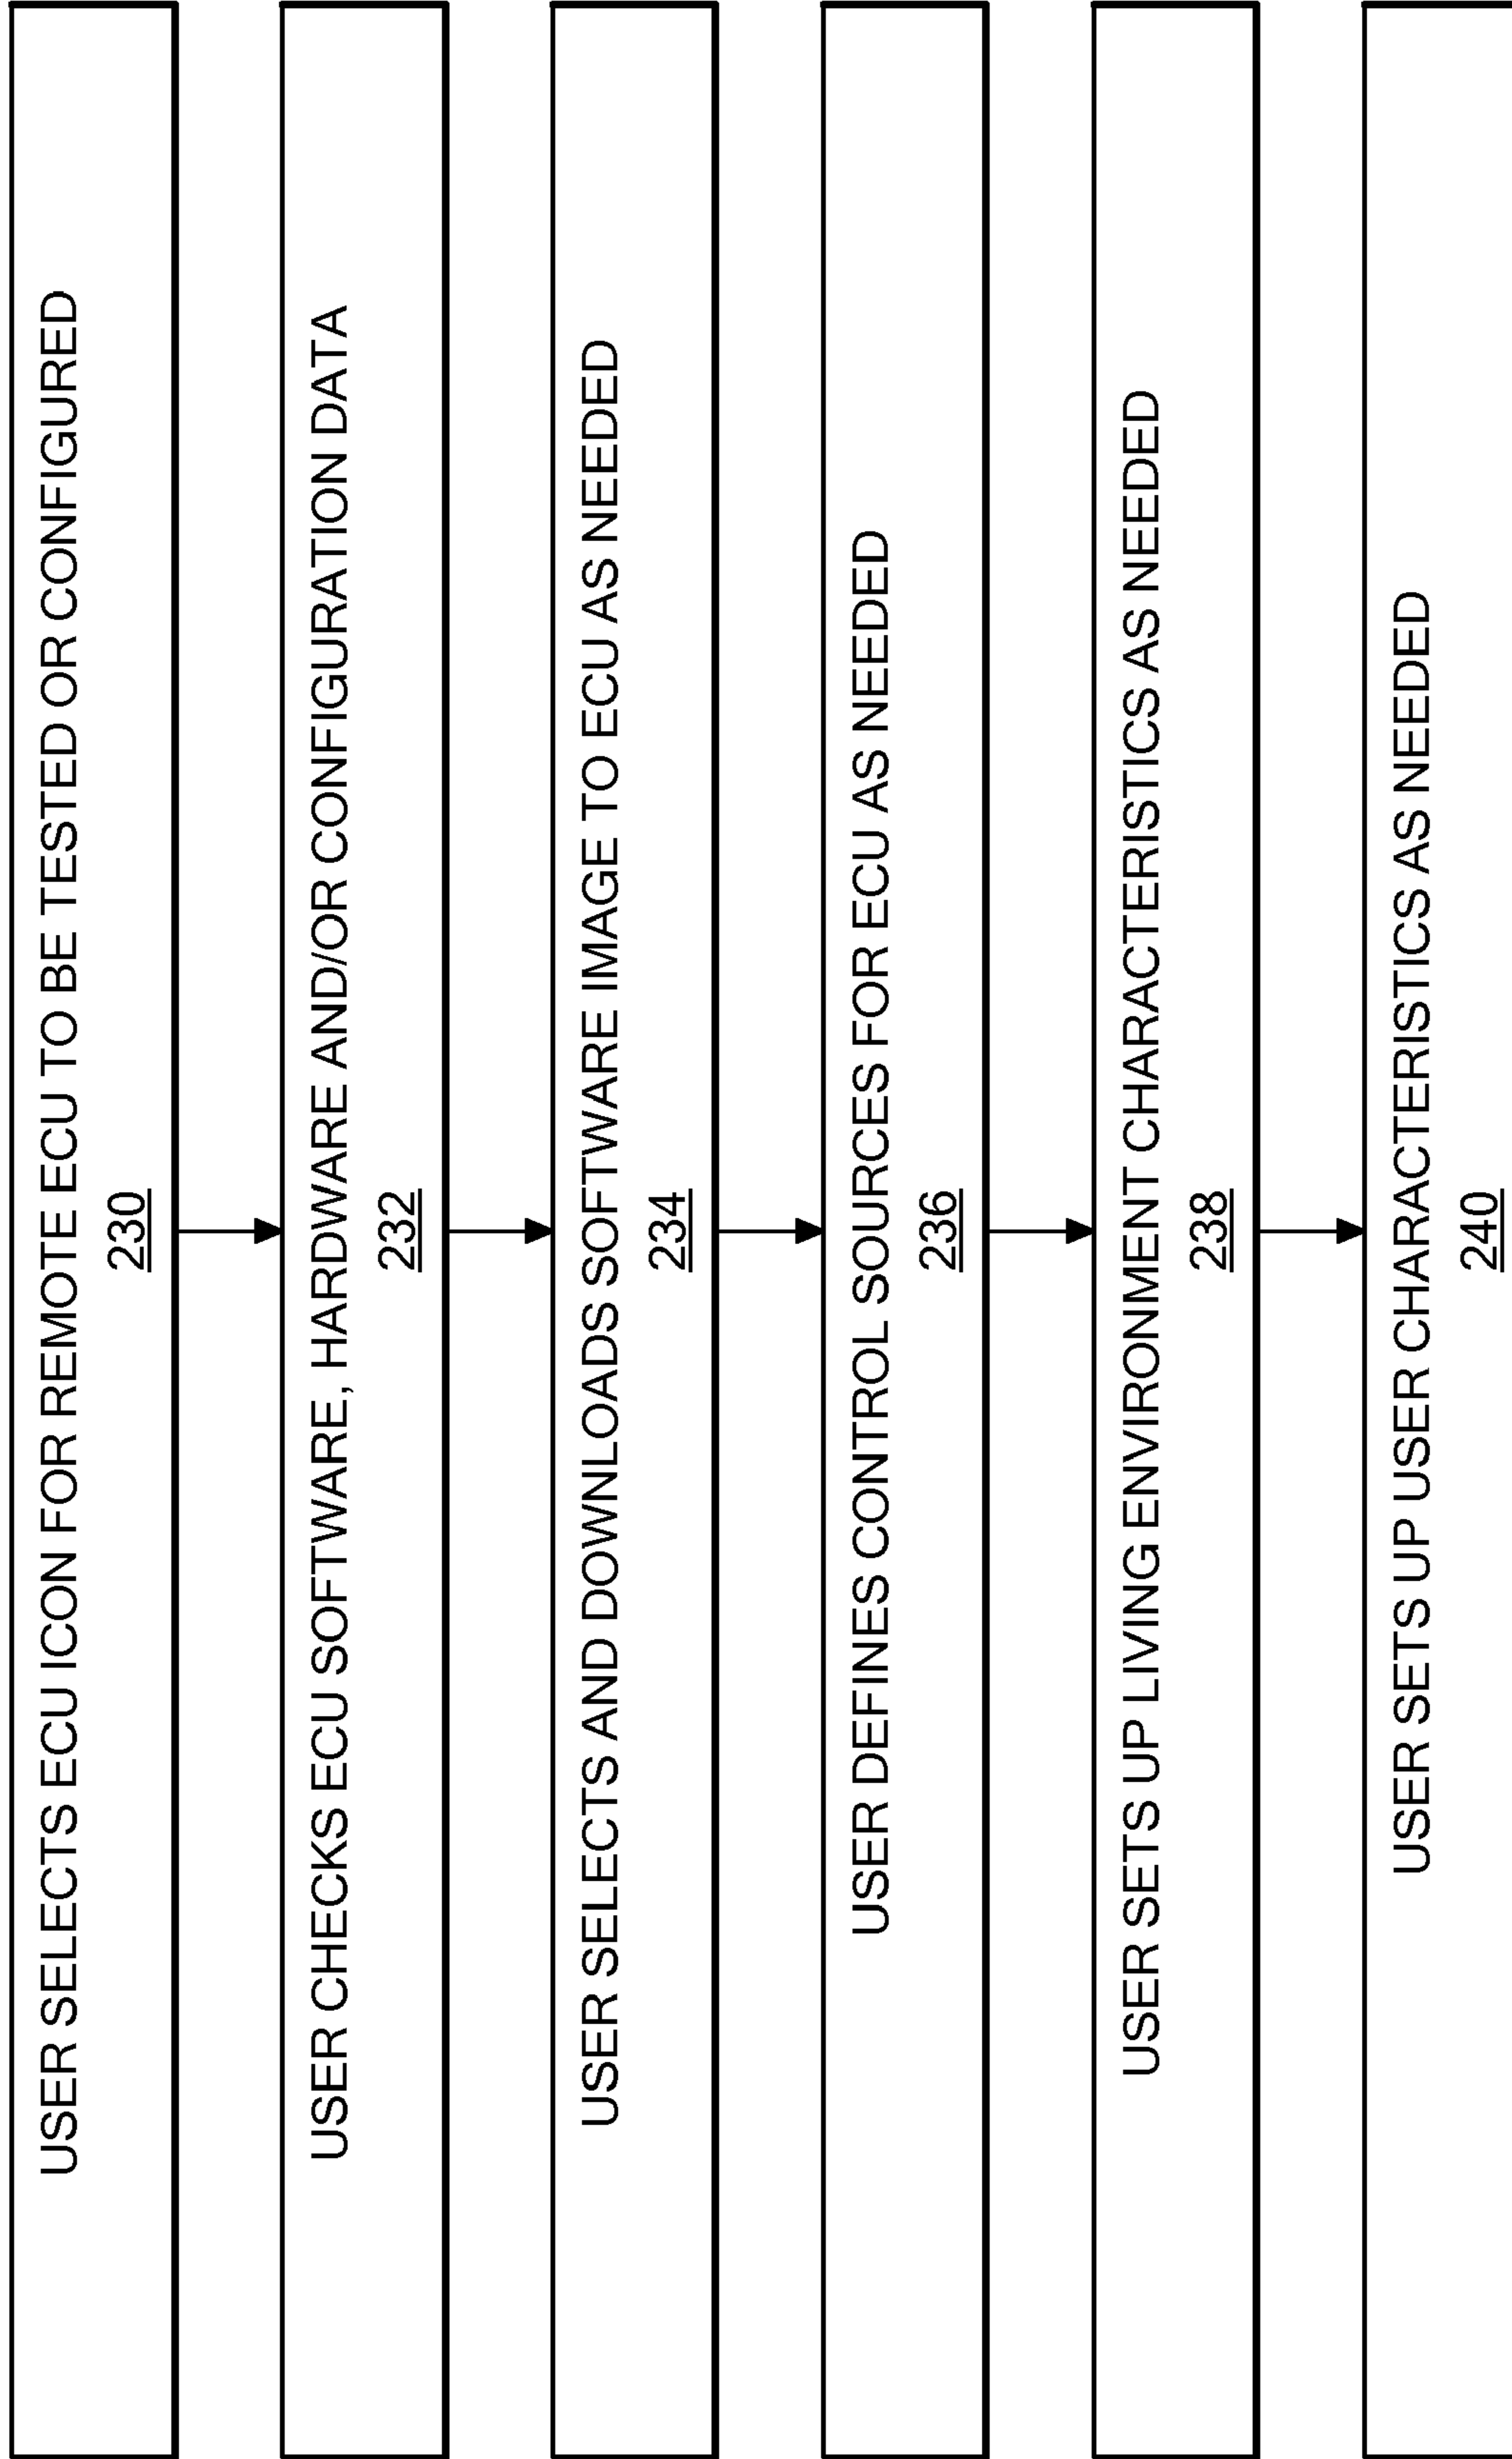 USER SELECTS ECU ICON FOR REMOTE ECU TO BE TESTED OR CONFIGURED
230
USER CHECKS ECU SOFTWARE, HARDWARE AND/OR CONFIGURATION DATA
232
USER SELECTS AND DOWNLOADS SOFTWARE IMAGE TO ECU AS NEEDED
234
USER DEFINES CONTROL SOURCES FOR ECU AS NEEDED
236
USER SETS UP LIVING ENVIRONMENT CHARACTERISTICS AS NEEDED
238
USER SETS UP USER CHARACTERISTICS AS NEEDED
240